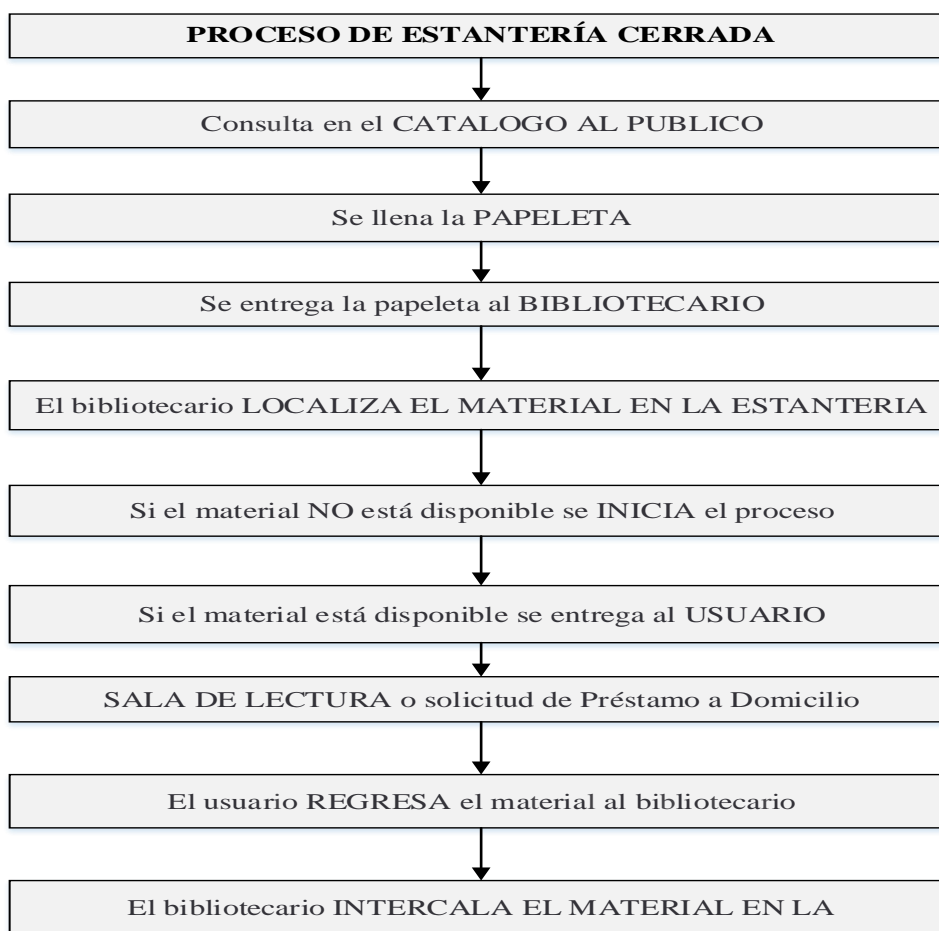 PROCESO DE ESTANTERÍA CERRADA
Consulta en el CATALOGO AL PUBLICO
Se llena la PAPELETA
Se entrega la papeleta al BIBLIOTECARIO
El bibliotecario LOCALIZA EL MATERIAL EN LA ESTANTERIA
Si el material NO está disponible se INICIA el proceso
Si el material está disponible se entrega al USUARIO
SALA DE LECTURA o solicitud de Préstamo a Domicilio
El usuario REGRESA el material al bibliotecario
El bibliotecario INTERCALA EL MATERIAL EN LA